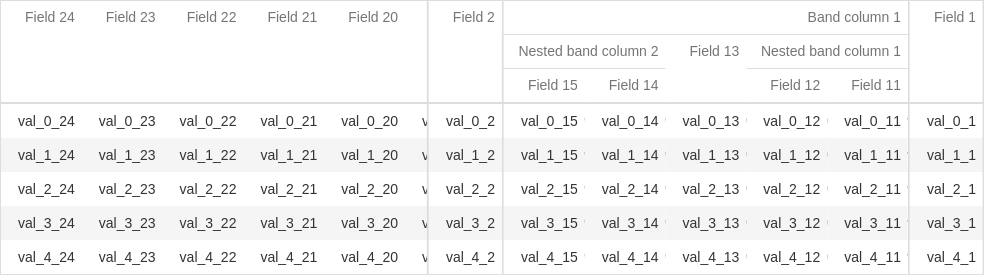 Field 24 Field 23 Field 22 Field 21 Field 20 Field 2 Band column 1 Field 1
Nested band column 2 Field 13 Nested band column 1
Field 15 Field 14 Field 12 Field 11
val_0_24 val_0_23 val_0_22 val_0_21 val_0_20 val_0_2 val_0_15 val_0_14 val_0_13 val_0_12 val_0_11 val_0_1
val_1_24 val_1_23 val_1_22 val_1_21 val_1_20 val_1_2 val_1_15 val_1_14 val_1_13 val_1_12 val_1_11 val_1_1
val_2_24 val_2_23 val_2_22 val_2_21 val_2_20 val_2_2 val_2_15 val_2_14 val_2_13 val_2_12 val_2_11 val_2_1
val_3_24 val_3_23 val_3_22 val_3_21 val_3_20 val_3_2 val_3_15 val_3_14 val_3_13 val_3_12 val_3_11 val_3_1
val_4_24 val_4_23 val_4_22 val_4_21 val_4_20 val_4_2 val_4_15 val_4_14 val_4_13 val_4_12 val_4_11 val_4_1